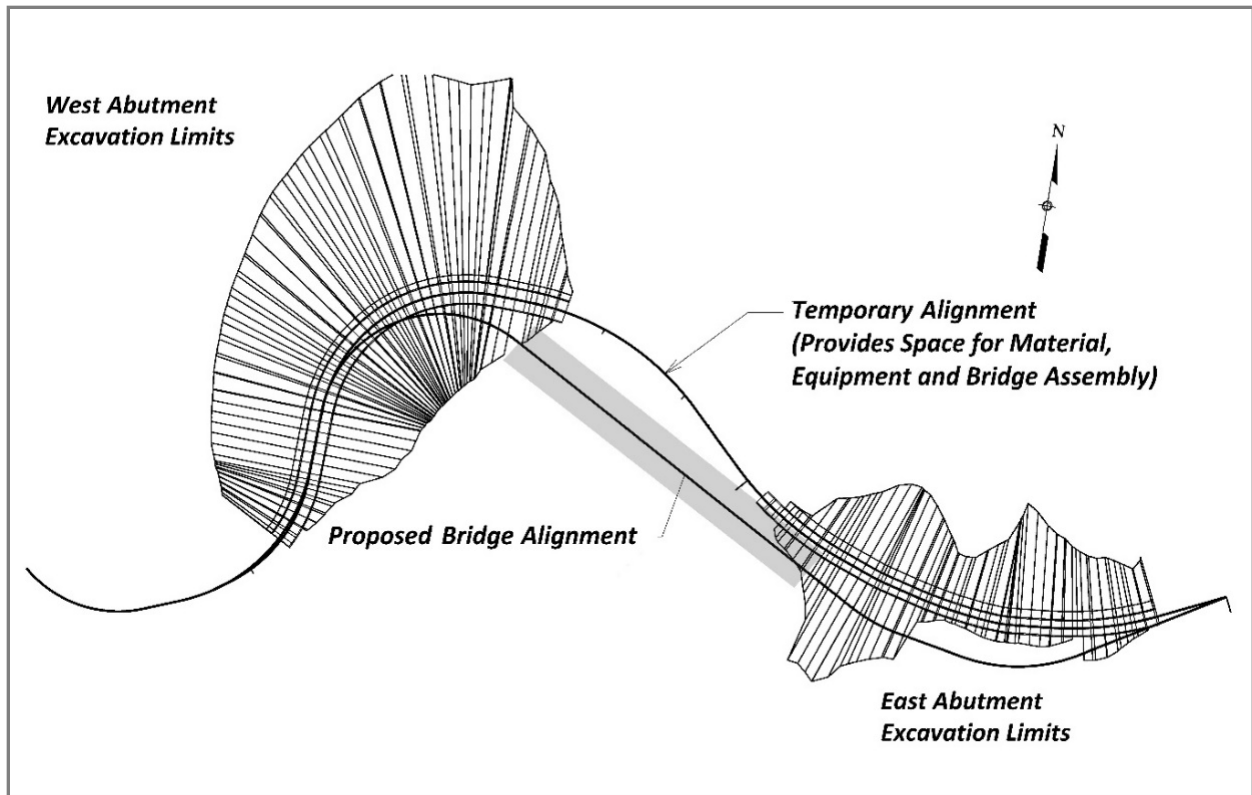 West Abutment
Excavation Limits
N
Temporary Alignment
(Provides Space for Material,
Equipment and Bridge Assembly)
Proposed Bridge Alignment
East Abutment
Excavation Limits